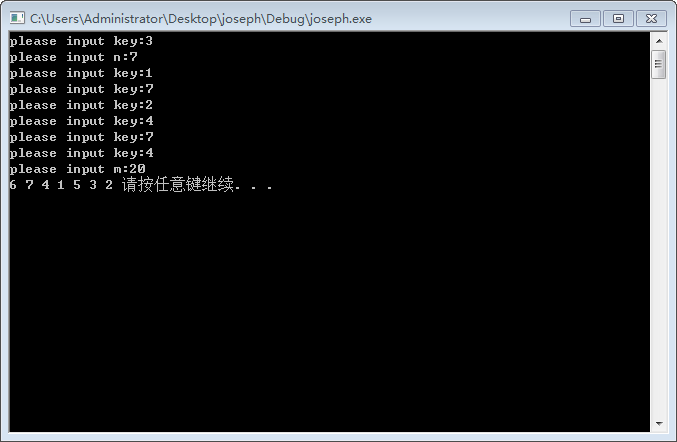 C:\Users\Administrator\Desktop\joseph\Debug\joseph.exe
please input key:3
please input n:7
please input key:1
please input key:7
please input key:2
please input key:4
please input key:7
please input key:4
please input m:20
6 7 4 1 5 3 2 请按任意键继续. . .